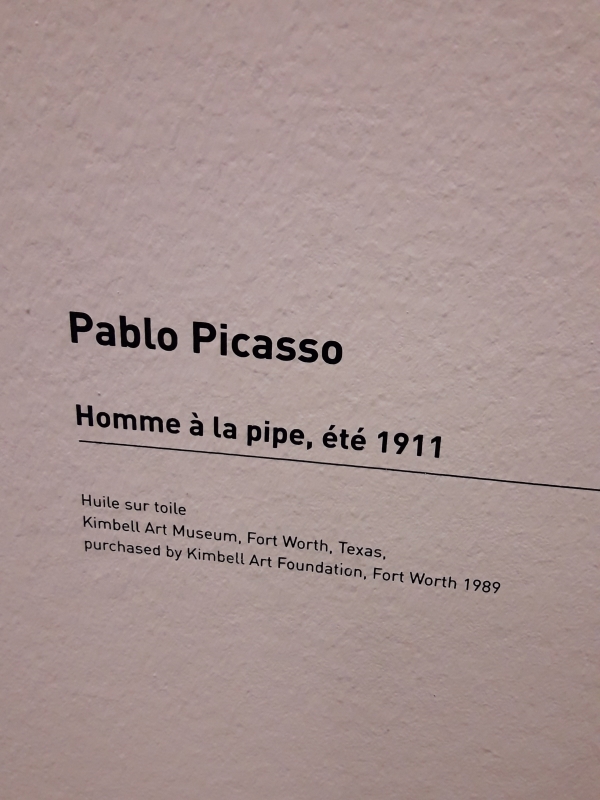 Pablo Picasso
Homme à la pipe, été 1911
Huile sur toile
Kimbell Art Museum, Fort Worth, Texas,
purchased by Kimbell Art Foundation, Fort Worth 1989